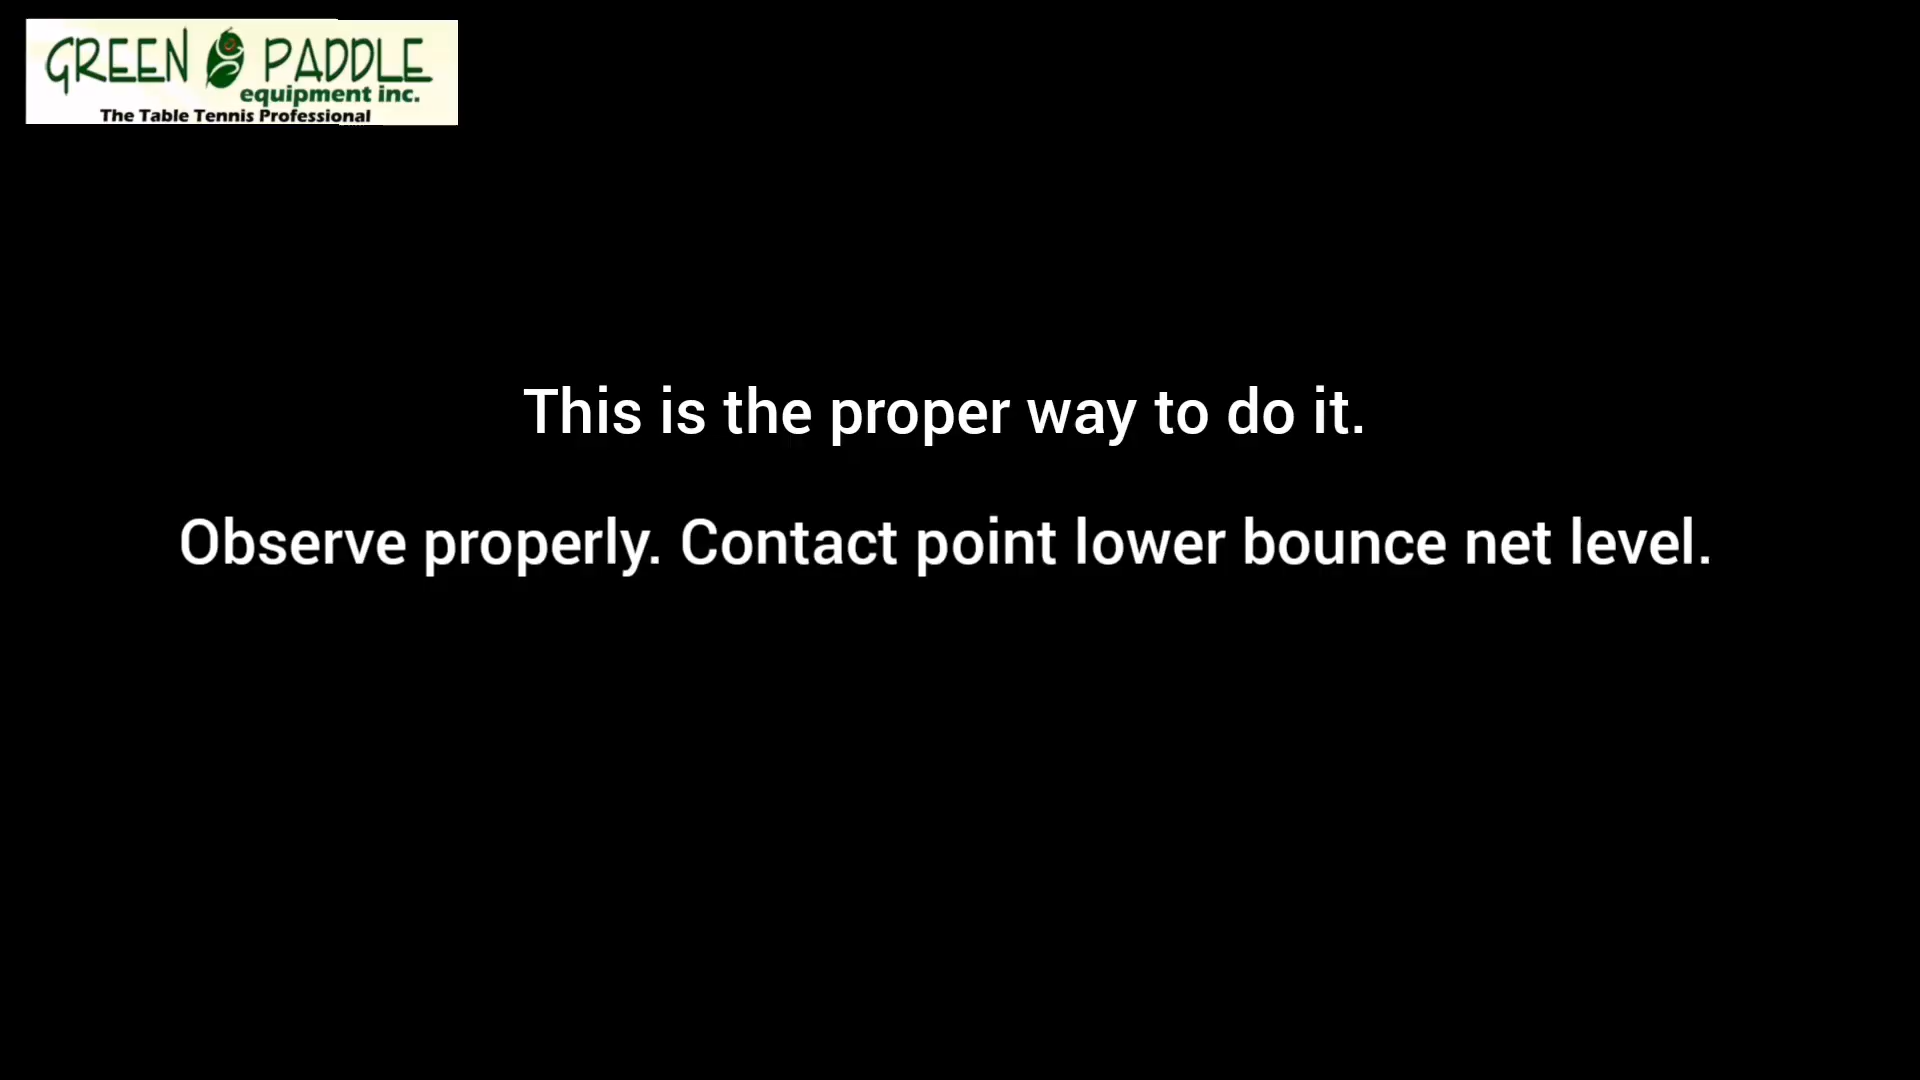 GREEN PADDLE
equipment inc.
The Table Tennis Professional
This is the proper way to do it.
Observe properly. Contact point lower bounce net level.